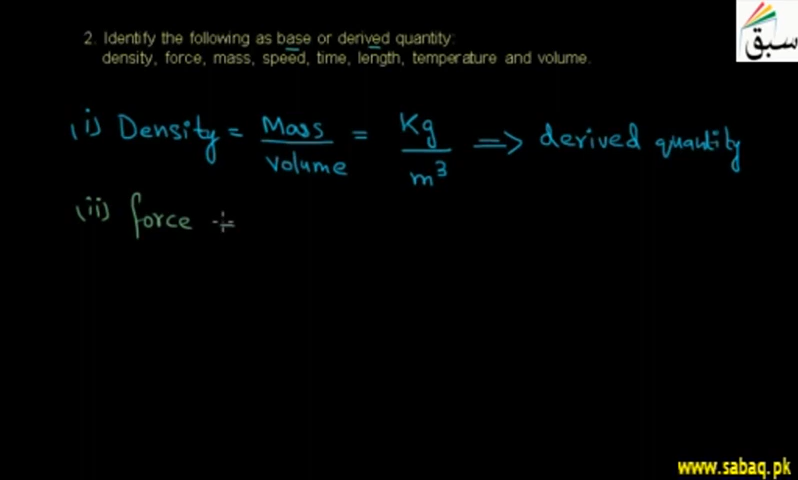 سبق
2. Identify the following as base or derived quantity:
density, force, mass, speed, time, length, temperature and volume.
(i) Density = Mass / Volume = Kg / m³ => derived quantity
(ii) force =
www.sabaq.pk